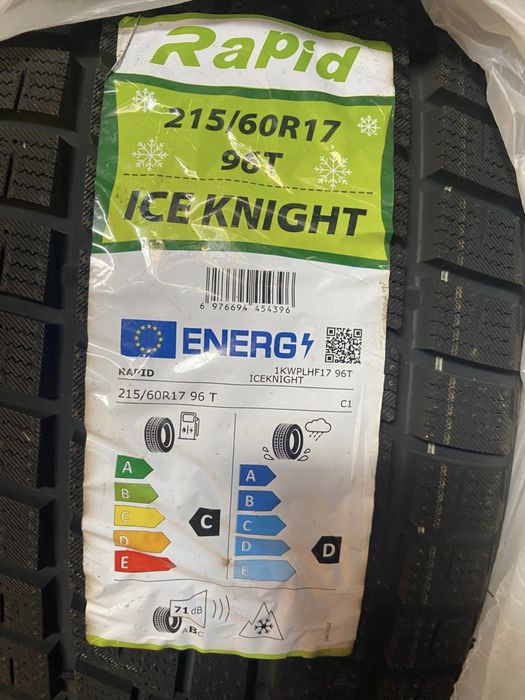 Rapid
215/60R17
96T
ICE KNIGHT
6 976694 454396
ENERG
RAPID
1KWPLHF17 96T
ICEKNIGHT
215/60R17 96 T
C1
A
B
C
D
E
C
A
B
C
D
E
D
71 dB
ABC